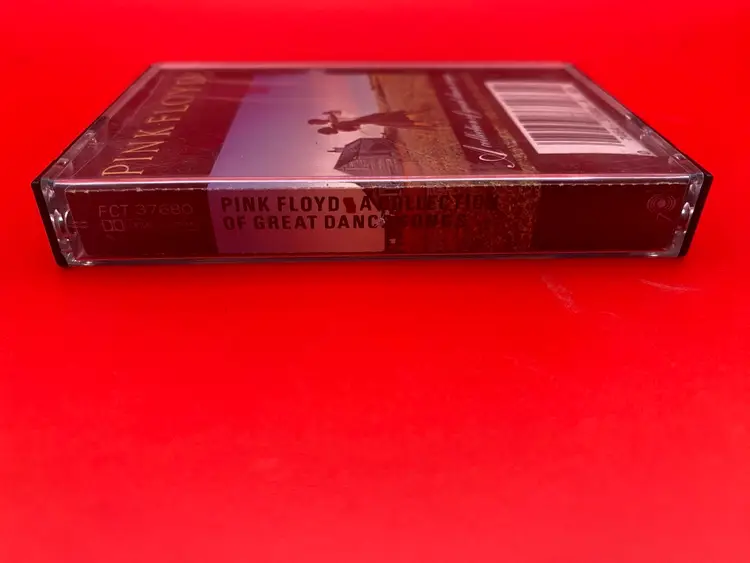 PINK FLOYD
FCT 37680
PINK FLOYD A COLLECTION
OF GREAT DANCE SONGS